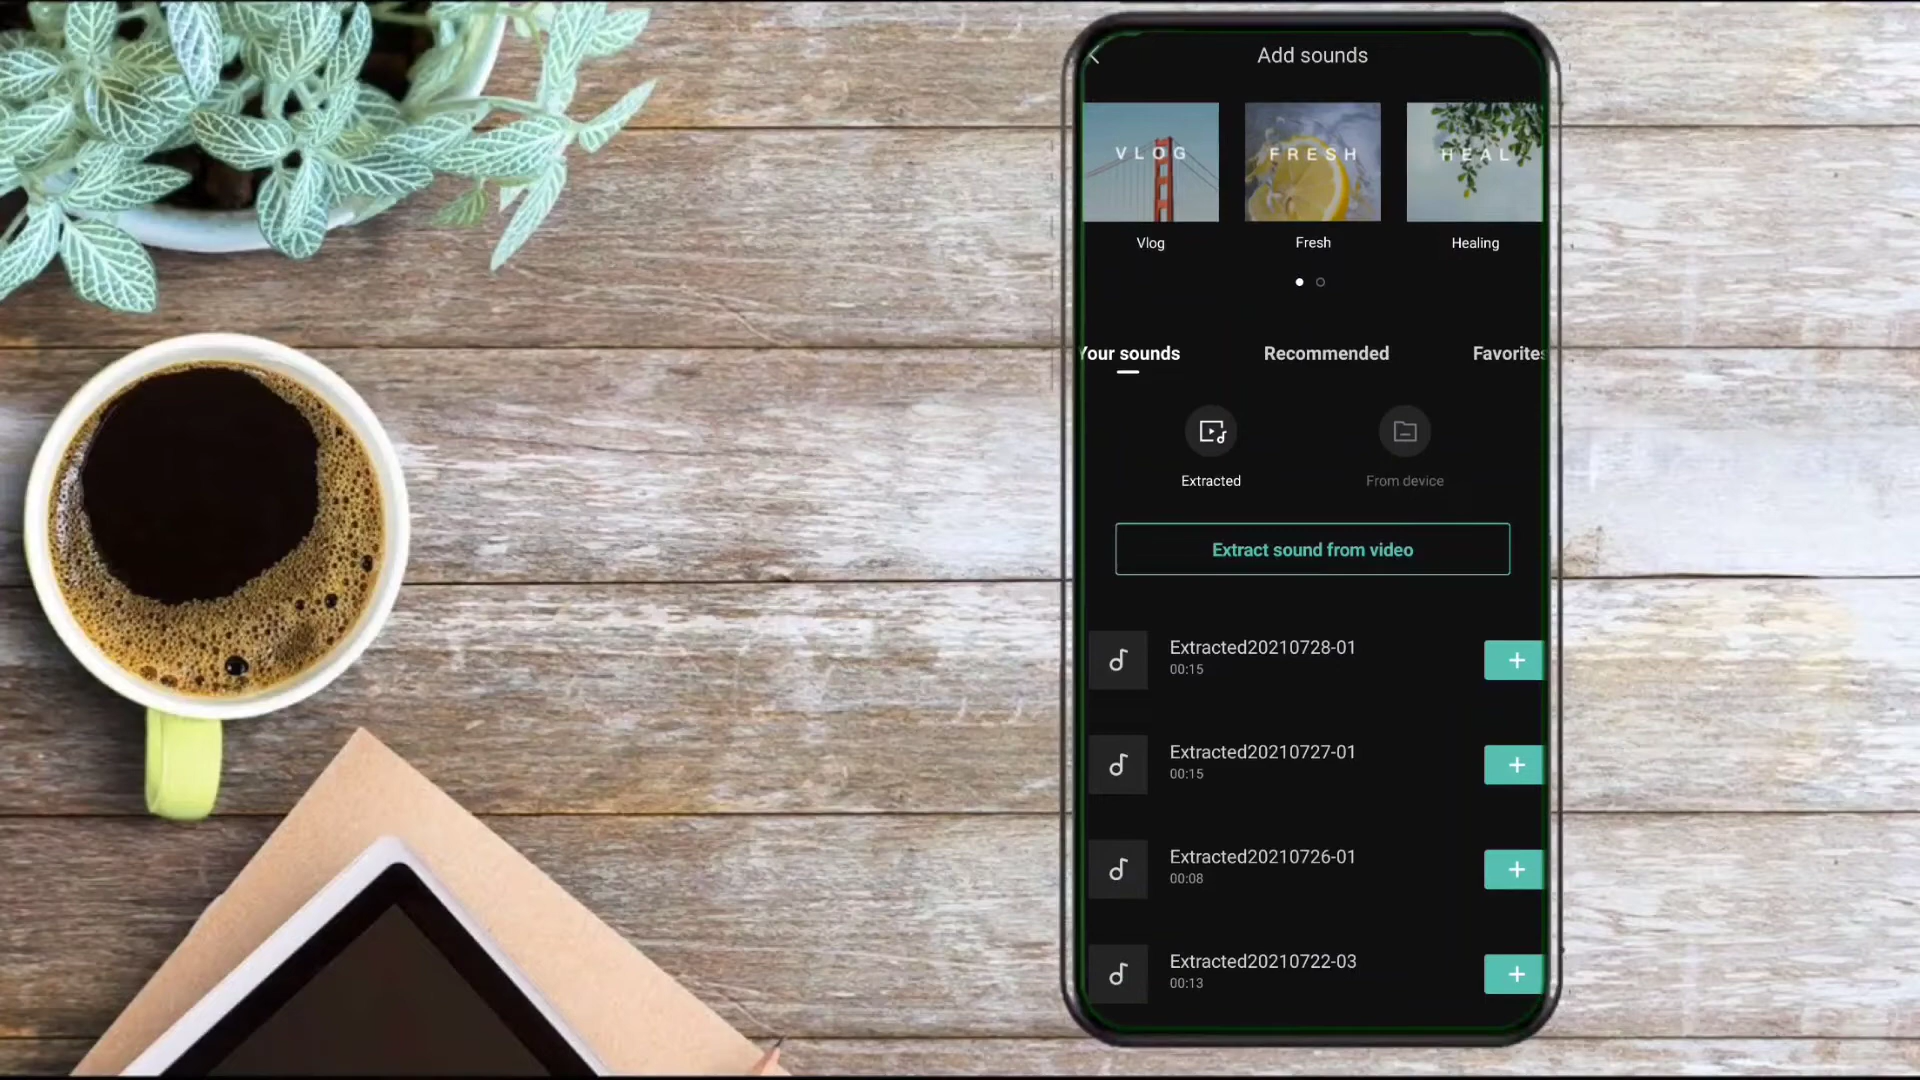 Add sounds
VLOG
FRESH
HEAL
Vlog
Fresh
Healing
Your sounds
Recommended
Favorites
Extracted
From device
Extract sound from video
Extracted20210728-01
00:15
Extracted20210727-01
00:15
Extracted20210726-01
00:08
Extracted20210722-03
00:13